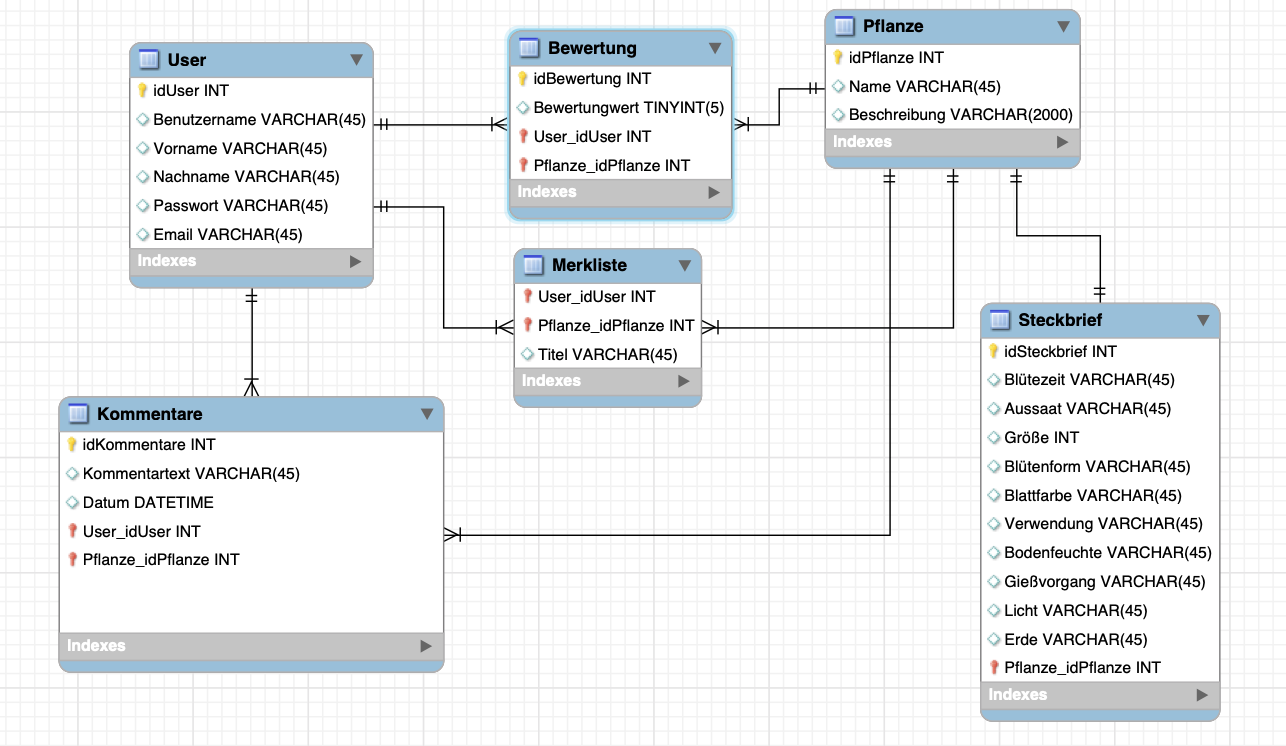 User
idUser INT
Benutzername VARCHAR(45)
Vorname VARCHAR(45)
Nachname VARCHAR(45)
Passwort VARCHAR(45)
Email VARCHAR(45)
Indexes
Bewertung
idBewertung INT
Bewertungwert TINYINT(5)
User_idUser INT
Pflanze_idPflanze INT
Indexes
Pflanze
idPflanze INT
Name VARCHAR(45)
Beschreibung VARCHAR(2000)
Indexes
Merkliste
User_idUser INT
Pflanze_idPflanze INT
Titel VARCHAR(45)
Indexes
Kommentare
idKommentare INT
Kommentartext VARCHAR(45)
Datum DATETIME
User_idUser INT
Pflanze_idPflanze INT
Indexes
Steckbrief
idSteckbrief INT
Blütezeit VARCHAR(45)
Aussaat VARCHAR(45)
Größe INT
Blütenform VARCHAR(45)
Blattfarbe VARCHAR(45)
Verwendung VARCHAR(45)
Bodenfeuchte VARCHAR(45)
Gießvorgang VARCHAR(45)
Licht VARCHAR(45)
Erde VARCHAR(45)
Pflanze_idPflanze INT
Indexes